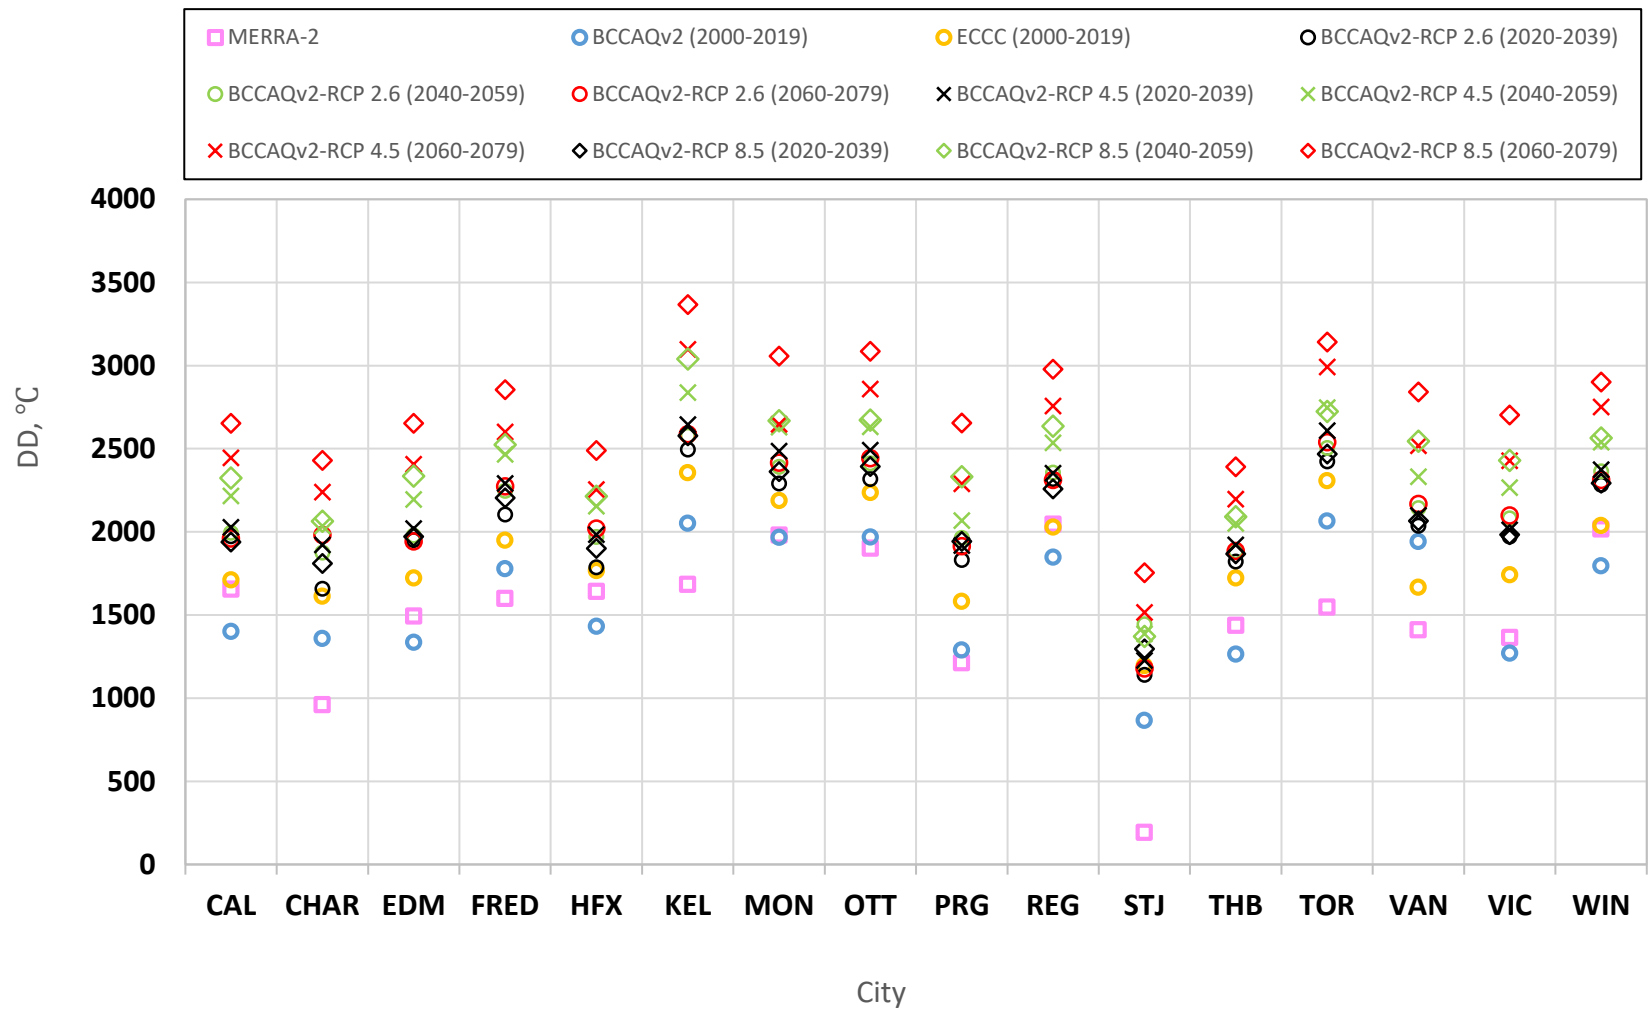 MERRA-2 BCCAQv2 (2000-2019) ECCC (2000-2019) BCCAQv2-RCP 2.6 (2020-2039)
BCCAQv2-RCP 2.6 (2040-2059) BCCAQv2-RCP 2.6 (2060-2079) BCCAQv2-RCP 4.5 (2020-2039) BCCAQv2-RCP 4.5 (2040-2059)
BCCAQv2-RCP 4.5 (2060-2079) BCCAQv2-RCP 8.5 (2020-2039) BCCAQv2-RCP 8.5 (2040-2059) BCCAQv2-RCP 8.5 (2060-2079)
4000
3500
3000
2500
2000
1500
1000
500
0
DD, °C
CAL CHAR EDM FRED HFX KEL MON OTT PRG REG STJ THB TOR VAN VIC WIN
City